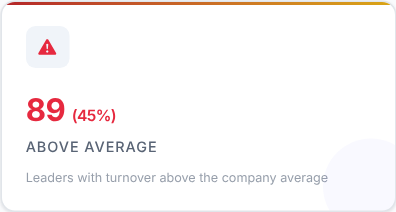 89 (45%)
ABOVE AVERAGE
Leaders with turnover above the company average